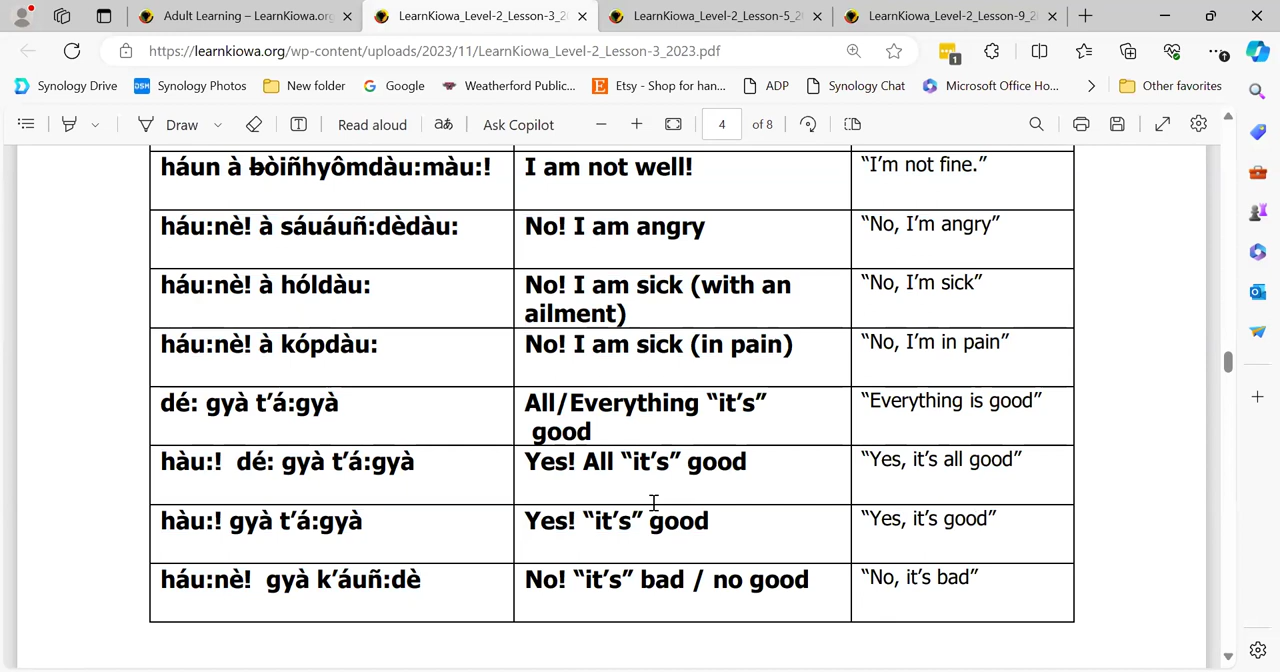 Adult Learning – LearnKiowa.org
LearnKiowa_Level-2_Lesson-3_2
LearnKiowa_Level-2_Lesson-5_2
LearnKiowa_Level-2_Lesson-9_2
https://learnkiowa.org/wp-content/uploads/2023/11/LearnKiowa_Level-2_Lesson-3_2023.pdf
1
1
Synology Drive
DSM
Synology Photos
New folder
Google
Weatherford Public...
Etsy - Shop for han...
ADP
Synology Chat
Microsoft Office Ho...
Other favorites
Draw
Read aloud
aあ
Ask Copilot
4
of 8
háun à b̶òiñhyômdàu:màu:!
I am not well!
“I’m not fine.”
háu:nè! à sáuáuñ:dèdàu:
No! I am angry
“No, I’m angry”
háu:nè! à hóldàu:
No! I am sick (with an
ailment)
“No, I’m sick”
háu:nè! à kópdàu:
No! I am sick (in pain)
“No, I’m in pain”
dé: gyà t’á:gyà
All/Everything “it’s”
good
“Everything is good”
hàu:! dé: gyà t’á:gyà
Yes! All “it’s” good
“Yes, it’s all good”
hàu:! gyà t’á:gyà
Yes! “it’s” good
“Yes, it’s good”
háu:nè! gyà k’áuñ:dè
No! “it’s” bad / no good
“No, it’s bad”